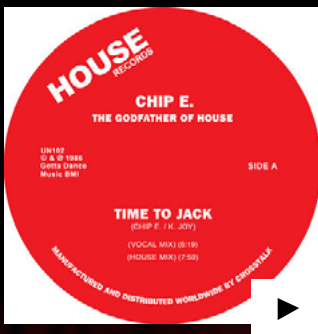 HOUSE
RECORDS
CHIP E.
THE GODFATHER OF HOUSE
UN102
© & ℗ 1986
Gotta Dance
Music BMI
SIDE A
TIME TO JACK
(CHIP E. / K. JOY)
(VOCAL MIX) (6:19)
(HOUSE MIX) (7:50)
MANUFACTURED AND DISTRIBUTED WORLDWIDE BY CROSSTALK